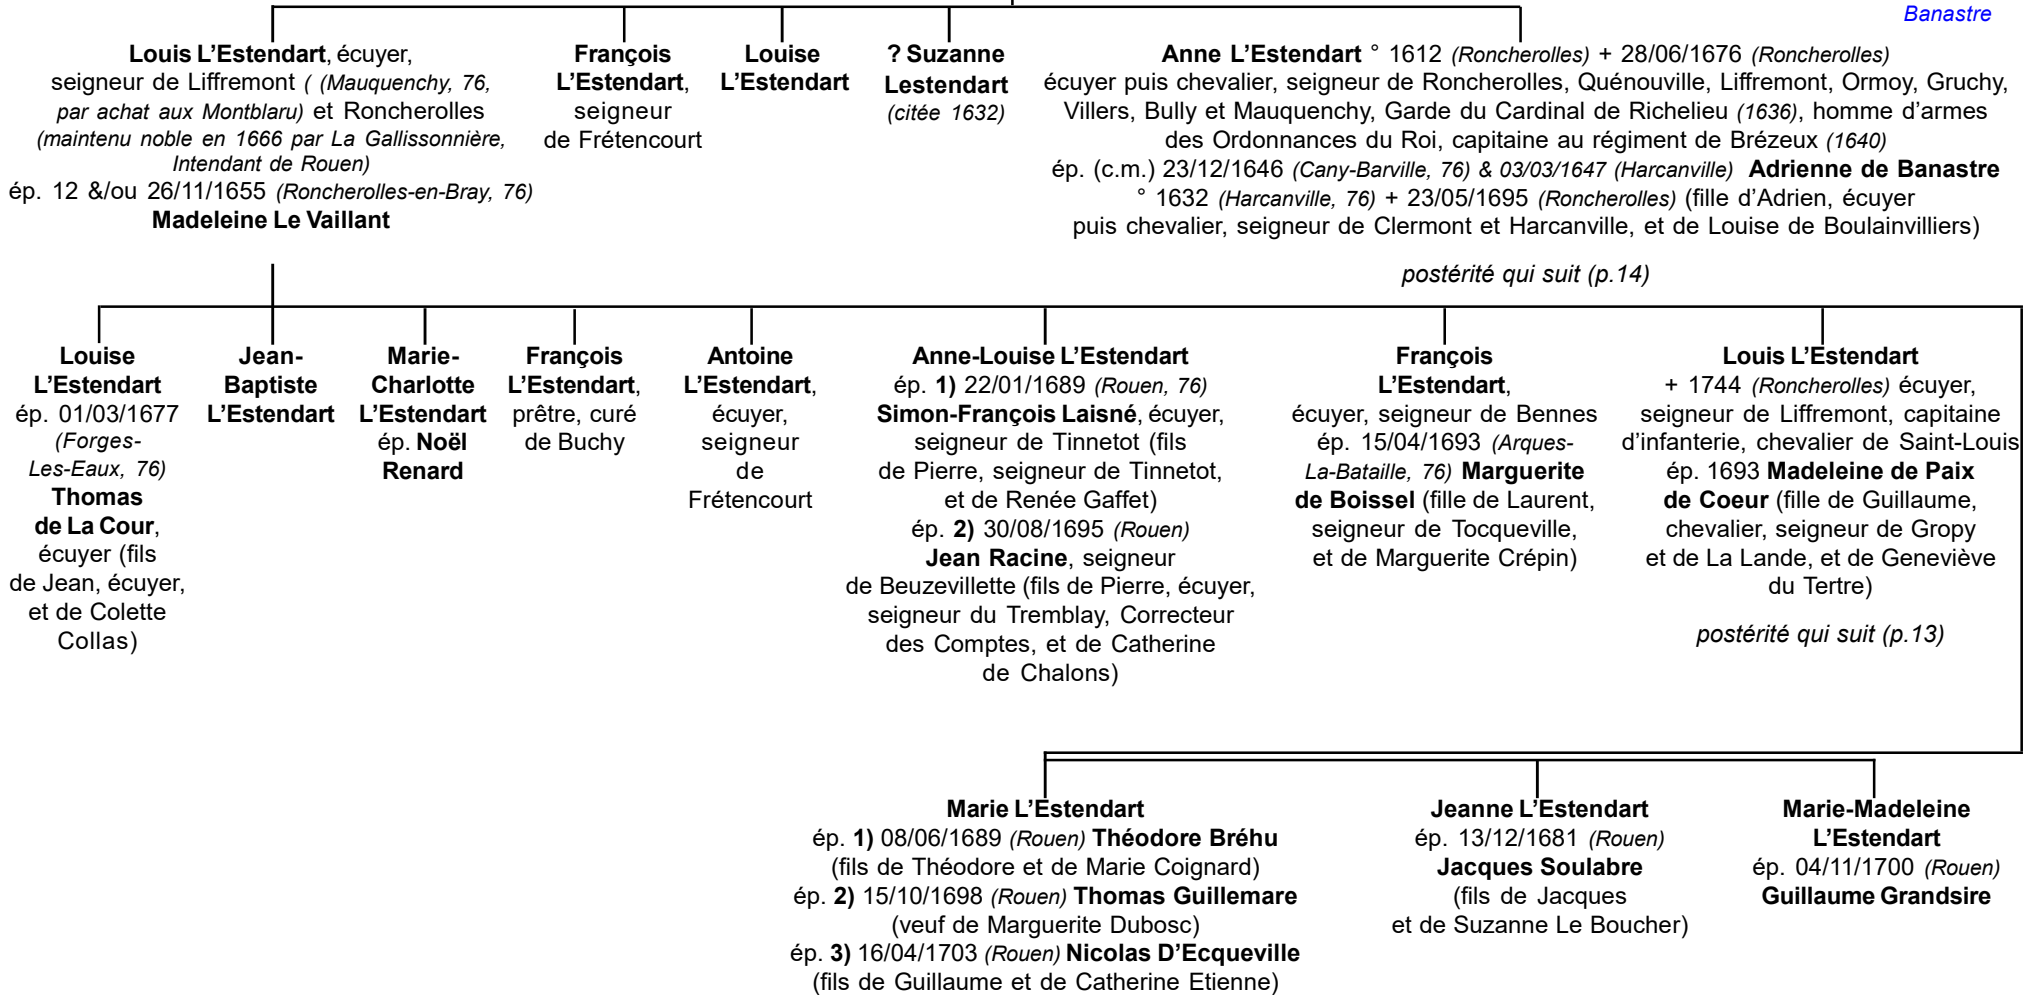 Banastre
Louis L’Estendart, écuyer,
seigneur de Liffremont ( (Mauquenchy, 76,
par achat aux Montblaru) et Roncherolles
(maintenu noble en 1666 par La Gallissonnière,
Intendant de Rouen)
ép. 12 &/ou 26/11/1655 (Roncherolles-en-Bray, 76)
Madeleine Le Vaillant
François
L’Estendart,
seigneur
de Frétencourt
Louise
L’Estendart
? Suzanne
Lestendart
(citée 1632)
Anne L’Estendart ° 1612 (Roncherolles) + 28/06/1676 (Roncherolles)
écuyer puis chevalier, seigneur de Roncherolles, Quénouville, Liffremont, Ormoy, Gruchy,
Villers, Bully et Mauquenchy, Garde du Cardinal de Richelieu (1636), homme d’armes
des Ordonnances du Roi, capitaine au régiment de Brézeux (1640)
ép. (c.m.) 23/12/1646 (Cany-Barville, 76) & 03/03/1647 (Harcanville) Adrienne de Banastre
° 1632 (Harcanville, 76) + 23/05/1695 (Roncherolles) (fille d’Adrien, écuyer
puis chevalier, seigneur de Clermont et Harcanville, et de Louise de Boulainvilliers)
postérité qui suit (p.14)
Louise
L’Estendart
ép. 01/03/1677
(Forges-
Les-Eaux, 76)
Thomas
de La Cour,
écuyer (fils
de Jean, écuyer,
et de Colette
Collas)
Jean-
Baptiste
L’Estendart
Marie-
Charlotte
L’Estendart
ép. Noël
Renard
François
L’Estendart,
prêtre, curé
de Buchy
Antoine
L’Estendart,
écuyer,
seigneur
de
Frétencourt
Anne-Louise L’Estendart
ép. 1) 22/01/1689 (Rouen, 76)
Simon-François Laisné, écuyer,
seigneur de Tinnetot (fils
de Pierre, seigneur de Tinnetot,
et de Renée Gaffet)
ép. 2) 30/08/1695 (Rouen)
Jean Racine, seigneur
de Beuzevillette (fils de Pierre, écuyer,
seigneur du Tremblay, Correcteur
des Comptes, et de Catherine
de Chalons)
François
L’Estendart,
écuyer, seigneur de Bennes
ép. 15/04/1693 (Arques-
La-Bataille, 76) Marguerite
de Boissel (fille de Laurent,
seigneur de Tocqueville,
et de Marguerite Crépin)
Louis L’Estendart
+ 1744 (Roncherolles) écuyer,
seigneur de Liffremont, capitaine
d’infanterie, chevalier de Saint-Louis
ép. 1693 Madeleine de Paix
de Coeur (fille de Guillaume,
chevalier, seigneur de Gropy
et de La Lande, et de Geneviève
du Tertre)
postérité qui suit (p.13)
Marie L’Estendart
ép. 1) 08/06/1689 (Rouen) Théodore Bréhu
(fils de Théodore et de Marie Coignard)
ép. 2) 15/10/1698 (Rouen) Thomas Guillemare
(veuf de Marguerite Dubosc)
ép. 3) 16/04/1703 (Rouen) Nicolas D’Ecqueville
(fils de Guillaume et de Catherine Etienne)
Jeanne L’Estendart
ép. 13/12/1681 (Rouen)
Jacques Soulabre
(fils de Jacques
et de Suzanne Le Boucher)
Marie-Madeleine
L’Estendart
ép. 04/11/1700 (Rouen)
Guillaume Grandsire